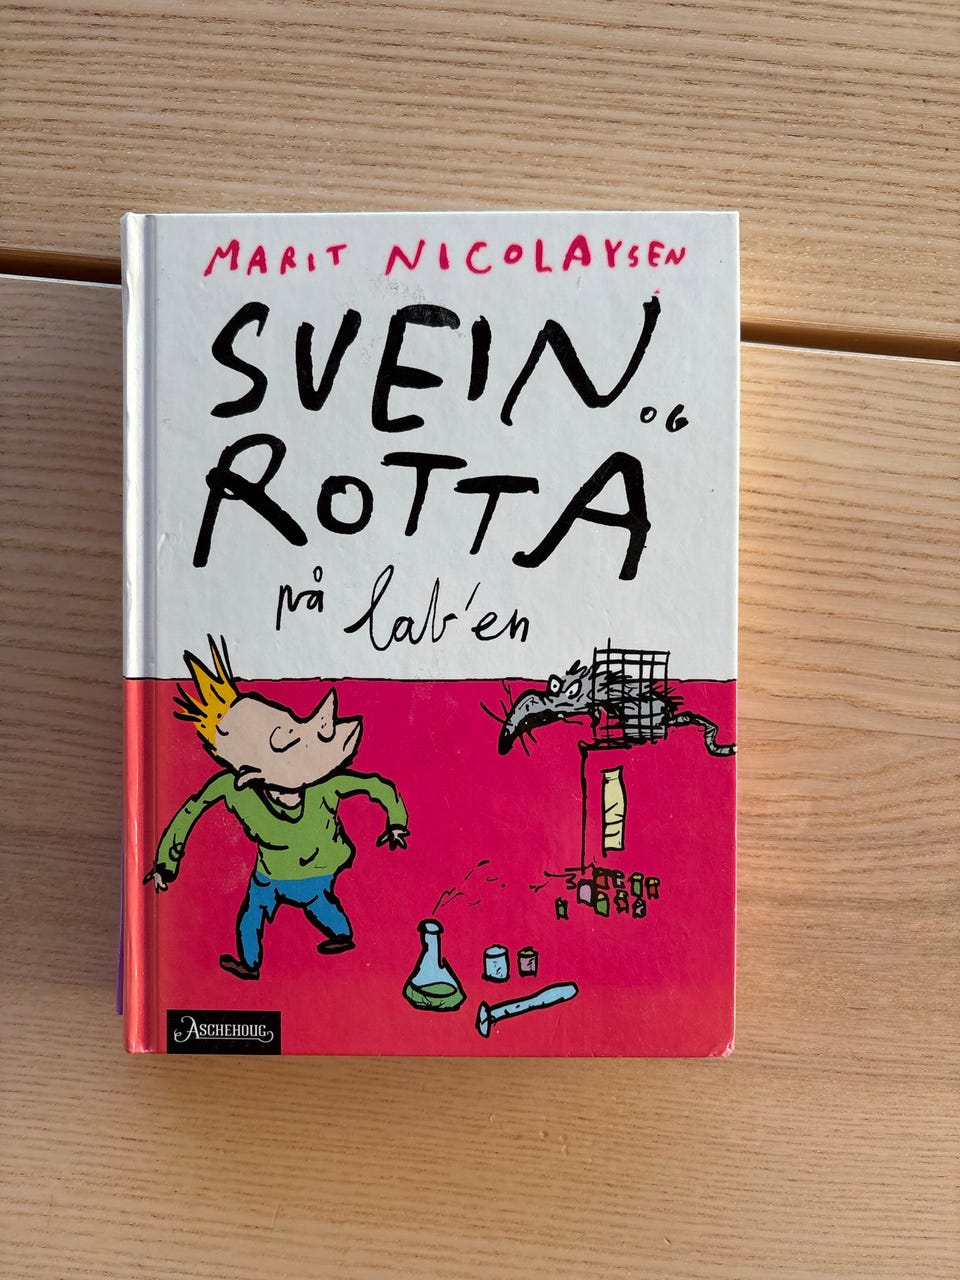 MARIT NICOLAYSEN
SVEIN OG
ROTTA
på lab'en
ASCHEHOUG